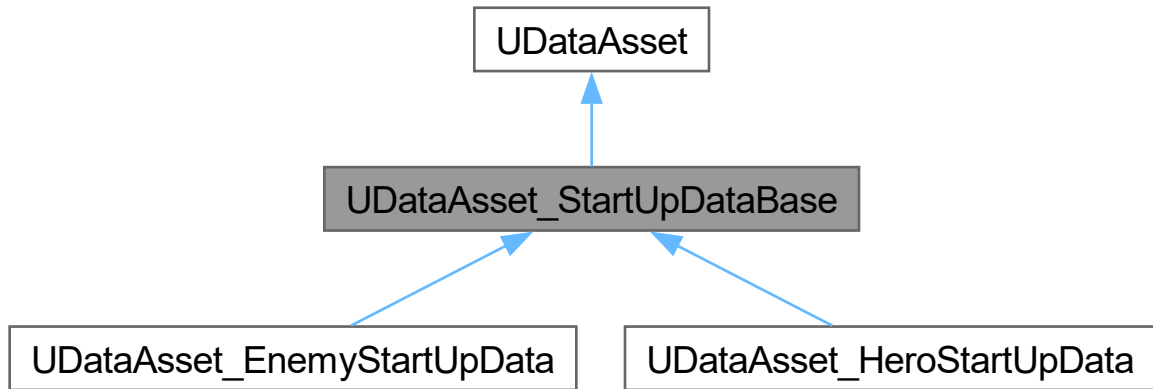 UDataAsset
UDataAsset_StartUpDataBase
UDataAsset_EnemyStartUpData
UDataAsset_HeroStartUpData